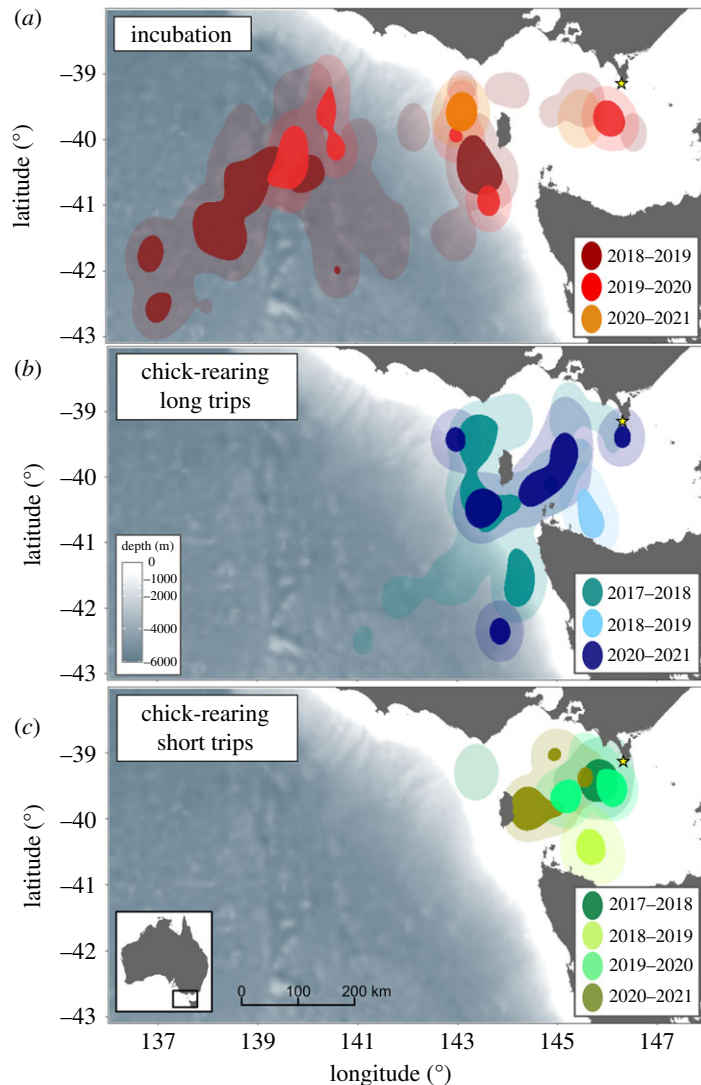 (a)
incubation
–39
–40
–41
–42
–43
latitude (°)
2018–2019
2019–2020
2020–2021
(b)
chick-rearing
long trips
–39
–40
–41
–42
–43
latitude (°)
depth (m)
0
–1000
–2000
–4000
–6000
2017–2018
2018–2019
2020–2021
(c)
chick-rearing
short trips
–39
–40
–41
–42
–43
latitude (°)
2017–2018
2018–2019
2019–2020
2020–2021
0 100 200 km
137 139 141 143 145 147
longitude (°)